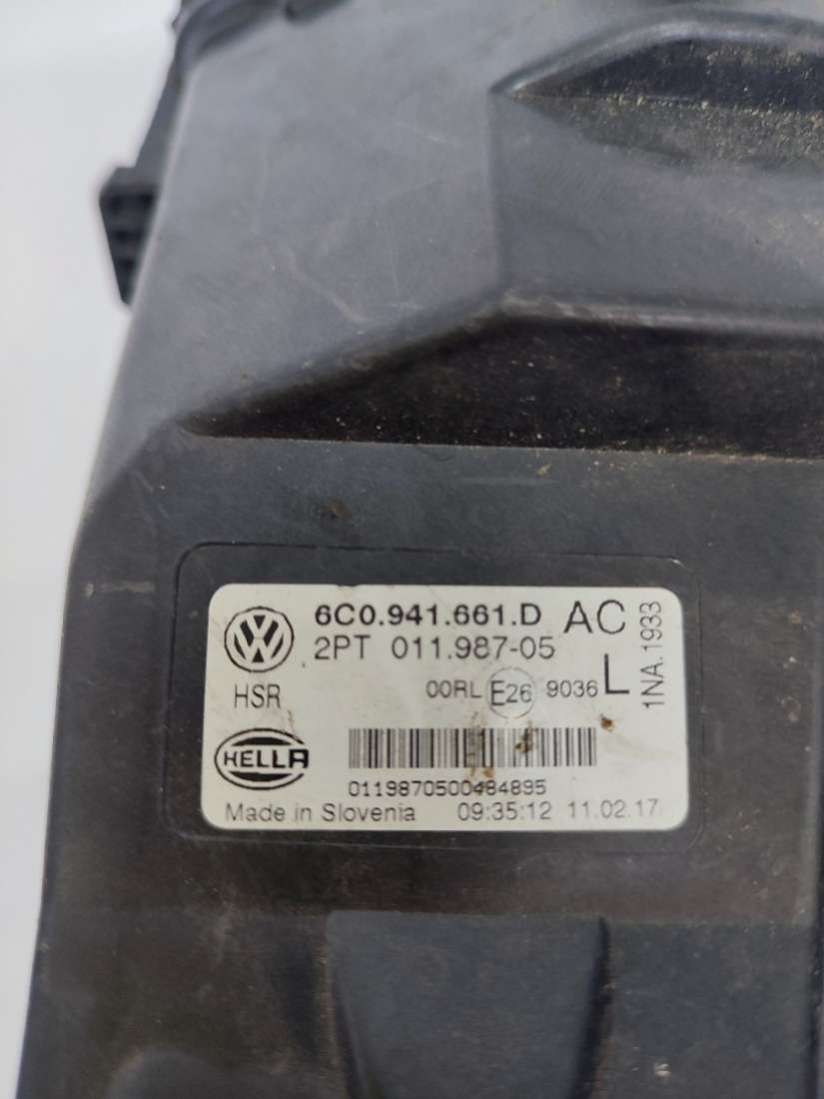 6C0.941.661.D AC
2PT 011.987-05
HSR
00RL E26 9036 L
1NA.1933
HELLA
0119870500484895
Made in Slovenia 09:35:12 11.02.17